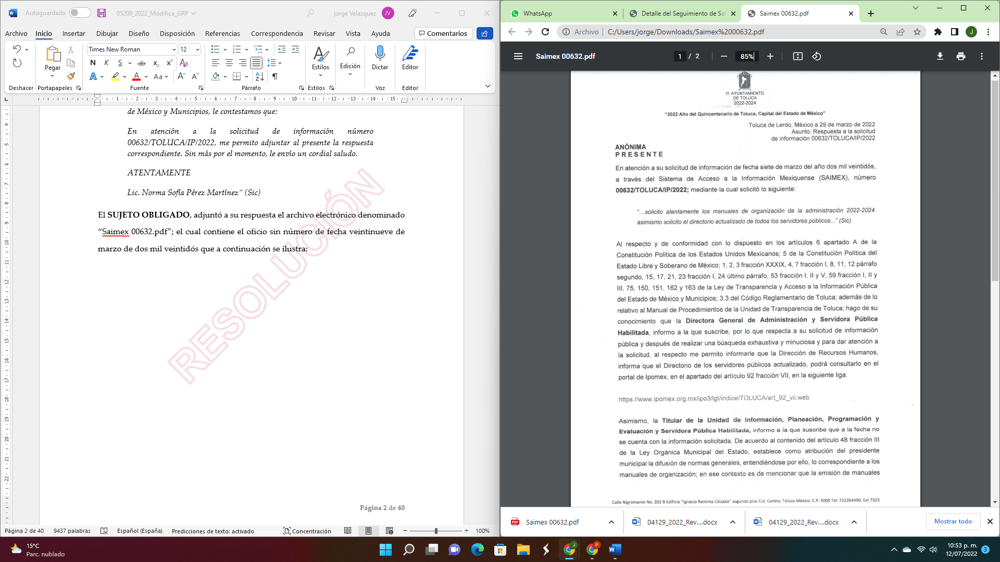 Autoguardado
05209_2022_Modifica_GRP
jorge Velazquez
JV
Archivo Inicio Insertar Dibujar Diseño Disposición Referencias Correspondencia Revisar Vista Ayuda
Comentarios
Times New Roman 12
Pegar
N K S ab x₂ x²
Aa
Estilos
Edición
Dictar
Editor
Deshacer Portapapeles Fuente Párrafo Estilos Voz Editor
1 2 3 4 5 6 7 8 9 10 11 12 13 14 15
de México y Municipios, le contestamos que:
En atención a la solicitud de información número
00632/TOLUCA/IP/2022, me permito adjuntar al presente la respuesta
correspondiente. Sin más por el momento, le envío un cordial saludo.
ATENTAMENTE
Lic. Norma Sofía Pérez Martínez" (Sic)
El SUJETO OBLIGADO, adjuntó a su respuesta el archivo electrónico denominado
“Saimex 00632.pdf”; el cual contiene el oficio sin número de fecha veintinueve de
marzo de dos mil veintidós que a continuación se ilustra:
RESOLUCIÓN
Página 2 de 40
Página 2 de 40
9437 palabras
Español (España)
Predicciones de texto: activado
Concentración
100%
WhatsApp
Detalle del Seguimiento de Sol
Saimex 00632.pdf
Archivo
C:/Users/jorge/Downloads/Saimex%2000632.pdf
J
Saimex 00632.pdf
1 / 2
85%
H. AYUNTAMIENTO
DE TOLUCA
2022-2024
“2022 Año del Quincentenario de Toluca, Capital del Estado de México”
Toluca de Lerdo, México a 29 de marzo de 2022
Asunto: Respuesta a la solicitud
de información 00632/TOLUCA/IP/2022
ANÓNIMA
P R E S E N T E
En atención a su solicitud de información de fecha siete de marzo del año dos mil veintidós,
a través del Sistema de Acceso a la Información Mexiquense (SAIMEX), número
00632/TOLUCA/IP/2022; mediante la cual solicitó lo siguiente:
“...solicito atentamente los manuales de organización de la administración 2022-2024.
asimismo solicito el directorio actualizado de todos los servidores públicos...” (Sic).
Al respecto y de conformidad con lo dispuesto en los artículos 6 apartado A de la
Constitución Política de los Estados Unidos Mexicanos; 5 de la Constitución Política del
Estado Libre y Soberano de México; 1, 2, 3 fracción XXXIX, 4, 7 fracción I, 8, 11, 12 párrafo
segundo, 15, 17, 21, 23 fracción I, 24 último párrafo, 53 fracción I, II y V, 59 fracción I, II y
III, 75, 150, 151, 162 y 163 de la Ley de Transparencia y Acceso a la Información Pública
del Estado de México y Municipios; 3.3 del Código Reglamentario de Toluca; además de lo
relativo al Manual de Procedimientos de la Unidad de Transparencia de Toluca; hago de su
conocimiento que la Directora General de Administración y Servidora Pública
Habilitada, informo a la que suscribe, por lo que respecta a su solicitud de información
pública y después de realizar una búsqueda exhaustiva y minuciosa y para dar atención a
la solicitud, al respecto me permito informarle que la Dirección de Recursos Humanos,
informa que el Directorio de los servidores públicos actualizado, podrá consultarlo en el
portal de Ipomex, en el apartado del articulo 92 fracción VII, en la siguiente liga:
https://www.ipomex.org.mx/ipo3/lgt/indice/TOLUCA/art_92_vii.web
Asimismo, la Titular de la Unidad de Información, Planeación, Programación y
Evaluación y Servidora Pública Habilitada, informo a la que suscribe que a la fecha no
se cuenta con la información solicitada. De acuerdo al contenido del artículo 48 fracción III
de la Ley Orgánica Municipal del Estado, establece como atribución del presidente
municipal la difusión de normas generales, entendiéndose por ello, lo correspondiente a los
manuales de organización; en ese contexto es de mencionar que la emisión de manuales
Calle Nigromante No. 202 B Edificio “Ignacio Ramírez Calzada” segundo piso Col. Centro, Toluca México. C.P. 5000 Tel: 722264490. Ext 7323
Saimex 00632.pdf
04129_2022_Rev....docx
04129_2022_Rev....docx
Mostrar todo
15°C
Parc. nublado
10:53 p. m.
12/07/2022
3